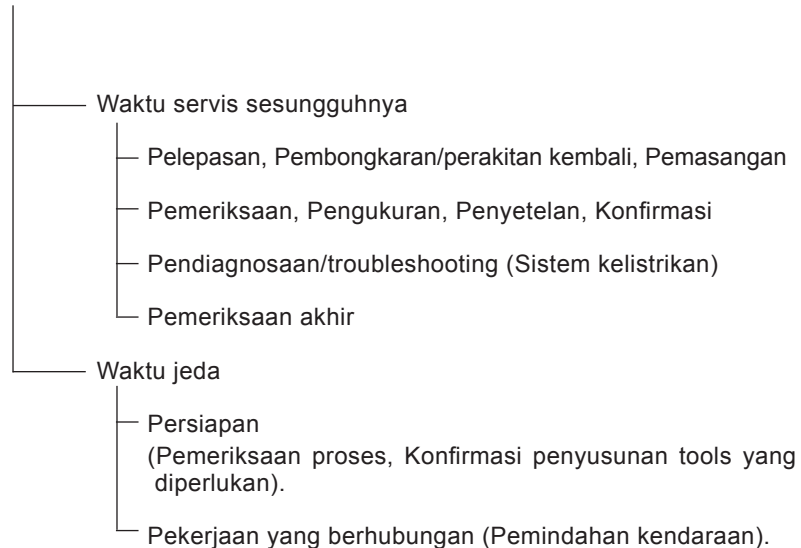 Waktu servis sesungguhnya
Pelepasan, Pembongkaran/perakitan kembali, Pemasangan
Pemeriksaan, Pengukuran, Penyetelan, Konfirmasi
Pendiagnosaan/troubleshooting (Sistem kelistrikan)
Pemeriksaan akhir
Waktu jeda
Persiapan
(Pemeriksaan proses, Konfirmasi penyusunan tools yang
diperlukan).
Pekerjaan yang berhubungan (Pemindahan kendaraan).